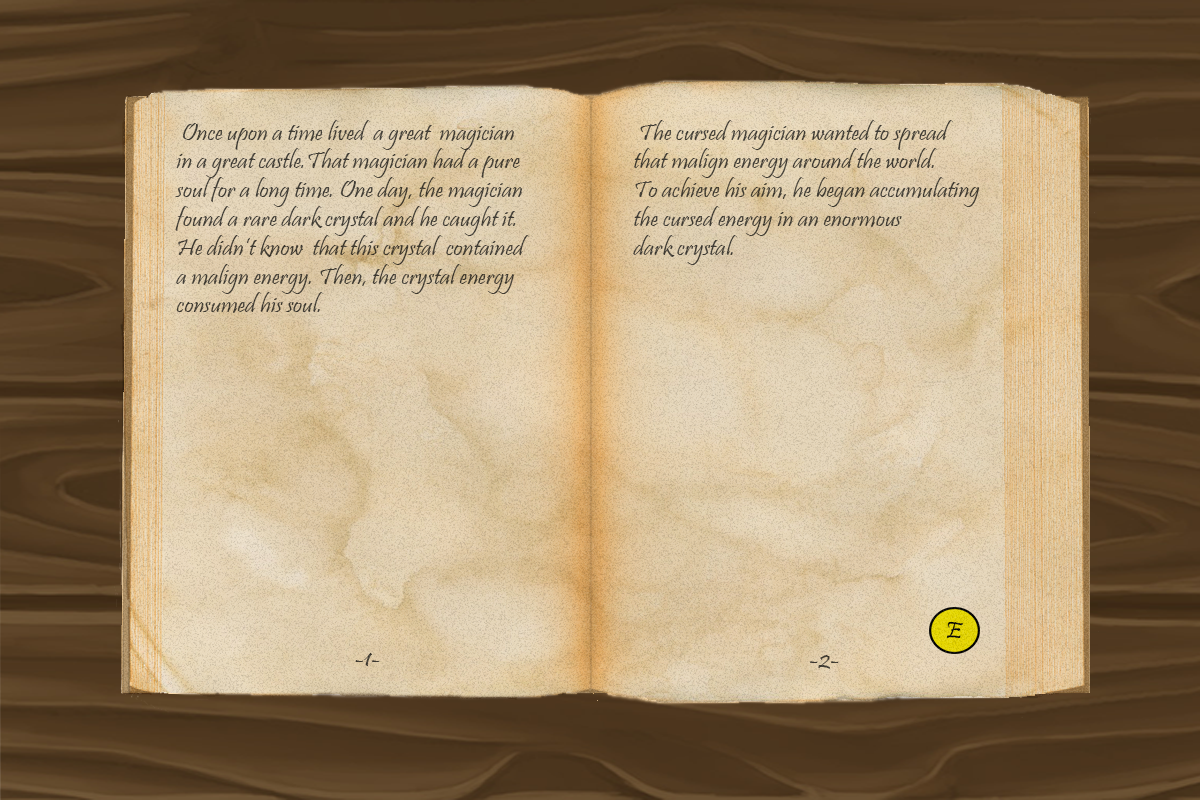 Once upon a time lived a great magician
in a great castle. That magician had a pure
soul for a long time. One day, the magician
found a rare dark crystal and he caught it.
He didn't know that this crystal contained
a malign energy. Then, the crystal energy
consumed his soul.
-1-
The cursed magician wanted to spread
that malign energy around the world.
To achieve his aim, he began accumulating
the cursed energy in an enormous
dark crystal.
E
-2-